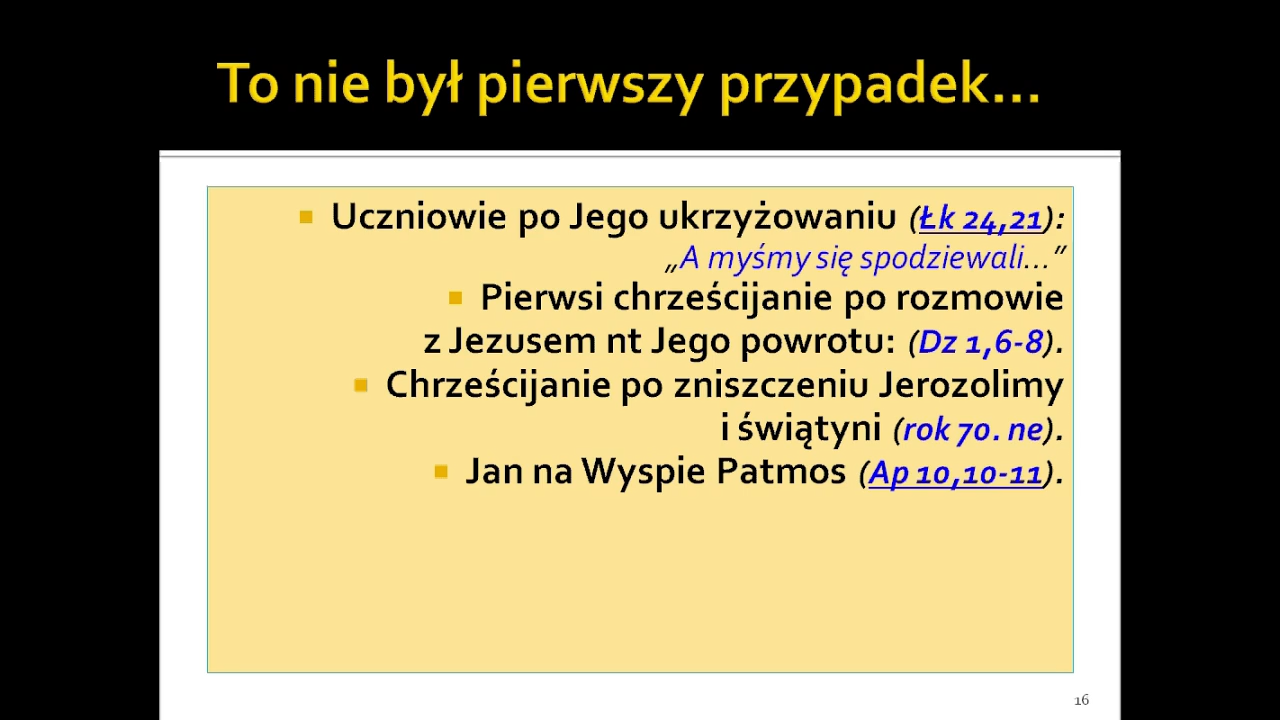 To nie był pierwszy przypadek...
▪ Uczniowie po Jego ukrzyżowaniu (Łk 24,21):
„A myśmy się spodziewali...”
▪ Pierwsi chrześcijanie po rozmowie
z Jezusem nt Jego powrotu: (Dz 1,6-8).
▪ Chrześcijanie po zniszczeniu Jerozolimy
i świątyni (rok 70. ne).
▪ Jan na Wyspie Patmos (Ap 10,10-11).
16